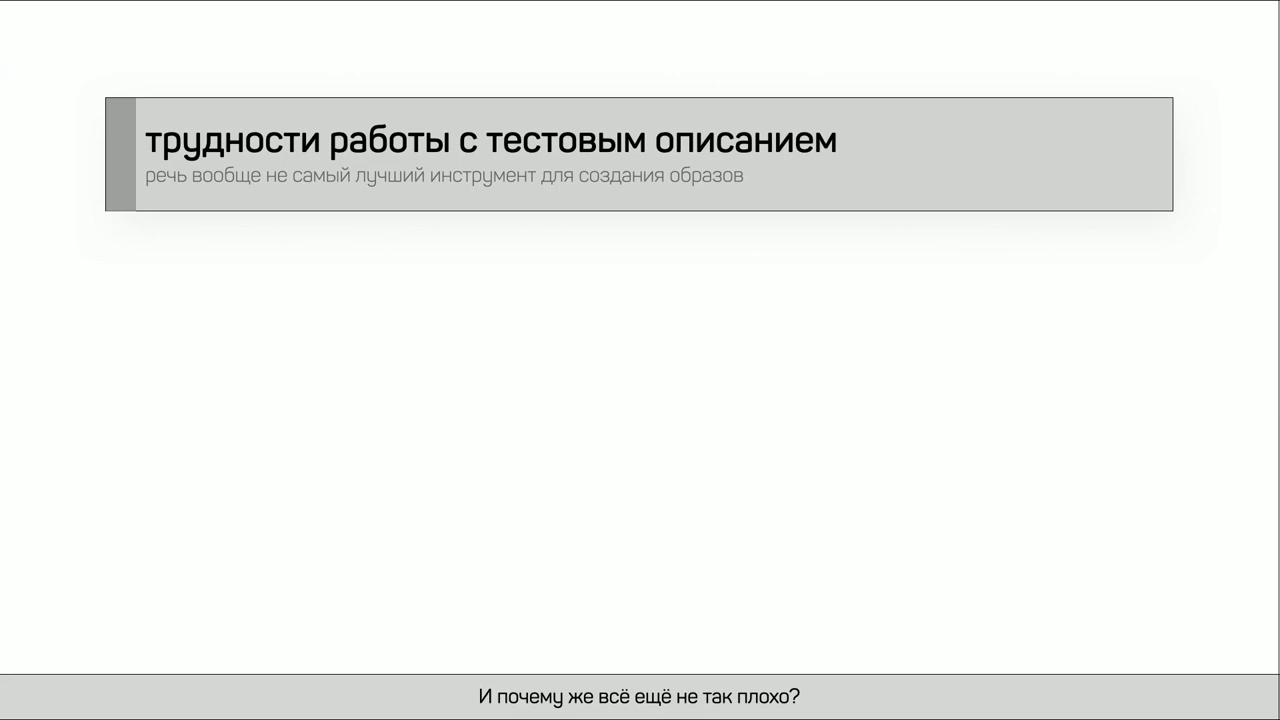 трудности работы с тестовым описанием
речь вообще не самый лучший инструмент для создания образов
И почему же всё ещё не так плохо?